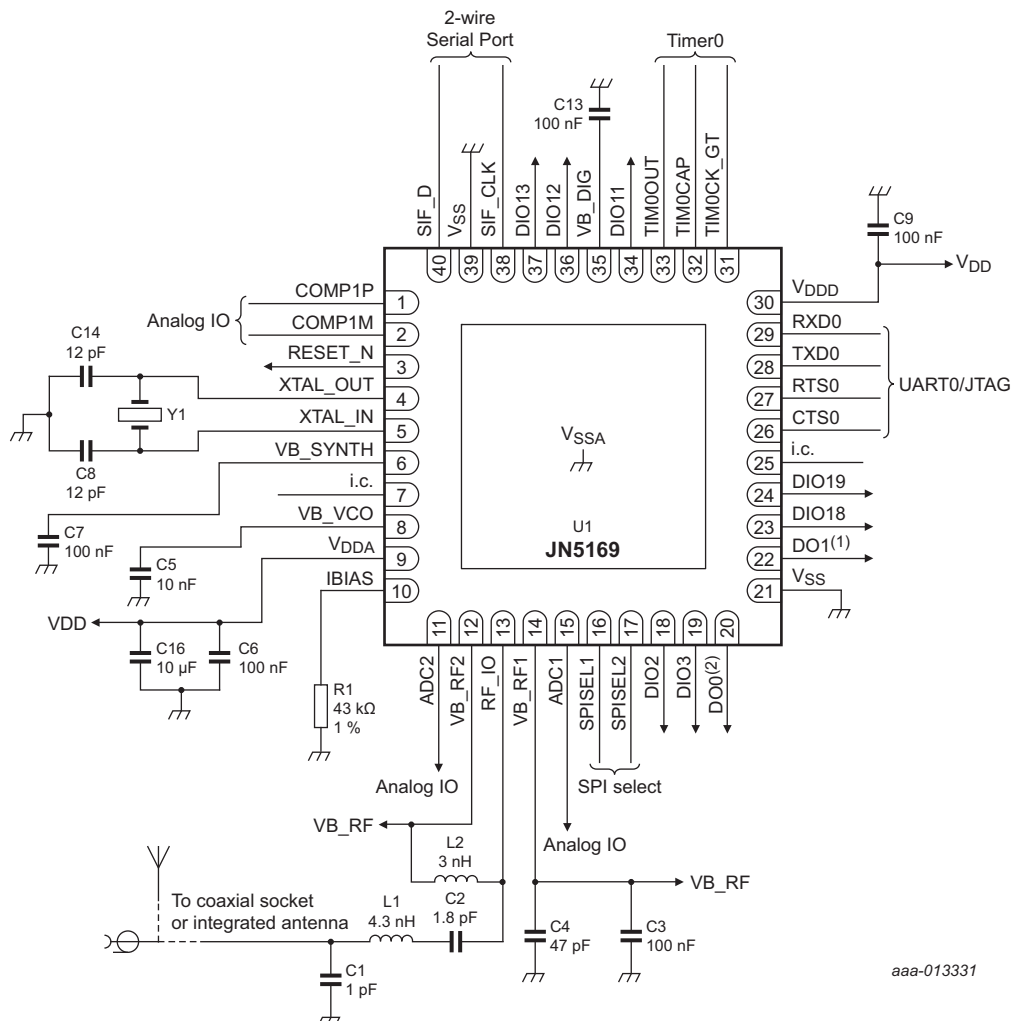 2-wire
Serial Port
Timer0
C13
100 nF
SIF_D
VSS
SIF_CLK
DIO13
DIO12
VB_DIG
DIO11
TIM0OUT
TIM0CAP
TIM0CK_GT
C9
100 nF
VDD
40
39
38
37
36
35
34
33
32
31
Analog IO
COMP1P
1
COMP1M
2
RESET_N
3
XTAL_OUT
4
XTAL_IN
5
VB_SYNTH
6
i.c.
7
VB_VCO
8
VDDA
9
IBIAS
10
C14
12 pF
Y1
C8
12 pF
C7
100 nF
C5
10 nF
VDD
C16
10 µF
C6
100 nF
R1
43 kΩ
1 %
VSSA
U1
JN5169
VDDD
30
RXD0
29
TXD0
28
RTS0
27
CTS0
26
UART0/JTAG
i.c.
25
DIO19
24
DIO18
23
DO1(1)
22
VSS
21
11
12
13
14
15
16
17
18
19
20
ADC2
VB_RF2
RF_IO
VB_RF1
ADC1
SPISEL1
SPISEL2
DIO2
DIO3
DO0(2)
Analog IO
SPI select
VB_RF
Analog IO
L2
3 nH
VB_RF
To coaxial socket
or integrated antenna
L1
4.3 nH
C2
1.8 pF
C4
47 pF
C3
100 nF
C1
1 pF
aaa-013331